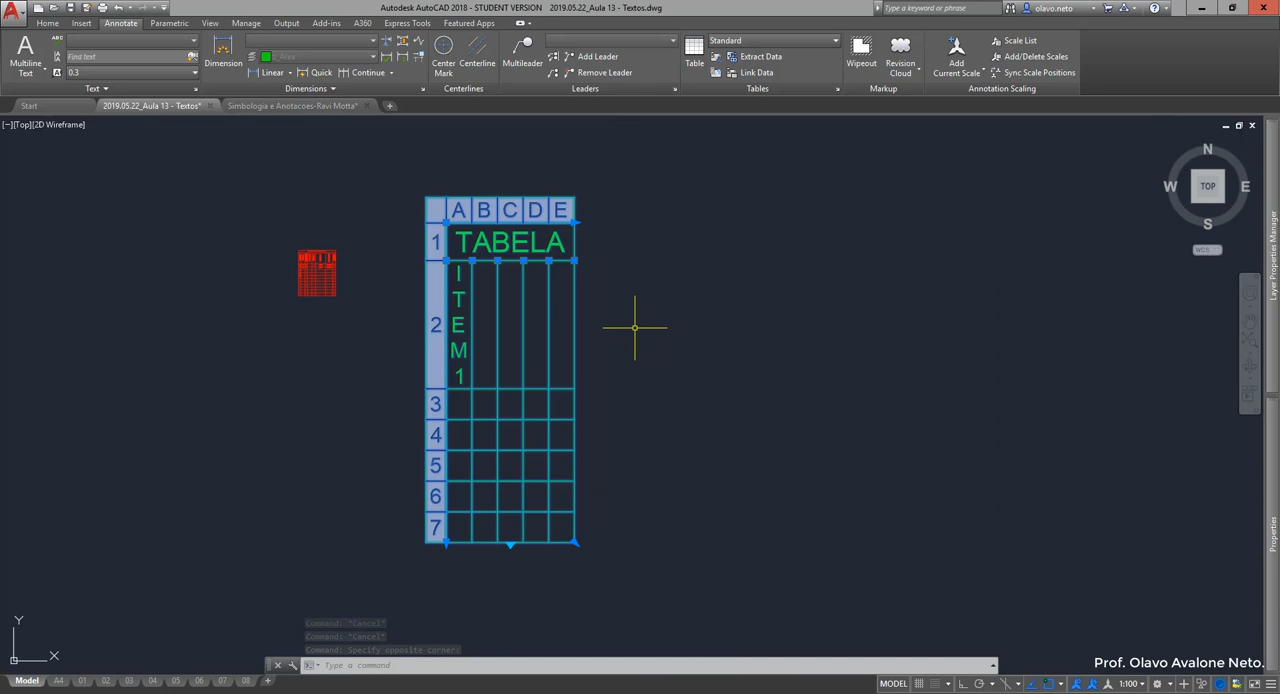 Autodesk AutoCAD 2018 - STUDENT VERSION 2019.05.22_Aula 13 - Textos.dwg
Type a keyword or phrase
olavo.neto
Home Insert Annotate Parametric View Manage Output Add-ins A360 Express Tools Featured Apps
Multiline Text
Find text
0.3
Text
Dimension
Area
Linear Quick Continue
Dimensions
Center Mark
Centerline
Centerlines
Multileader
Add Leader
Remove Leader
Leaders
Table
Standard
Extract Data
Link Data
Tables
Wipeout
Revision Cloud
Markup
Add Current Scale
Scale List
Add/Delete Scales
Sync Scale Positions
Annotation Scaling
Start 2019.05.22_Aula 13 - Textos* Simbologia e Anotacoes-Ravi Motta*
[−][Top][2D Wireframe]
N
W TOP E
S
WCS
Layer Properties Manager
Properties
A B C D E
1 TABELA
2
I
T
E
M
1
3
4
5
6
7
Y
X
Command: *Cancel*
Command: *Cancel*
Command: Specify opposite corner:
Type a command
Prof. Olavo Avalone Neto.
Model A4 01 02 03 04 05 06 07 08 +
MODEL 1:100